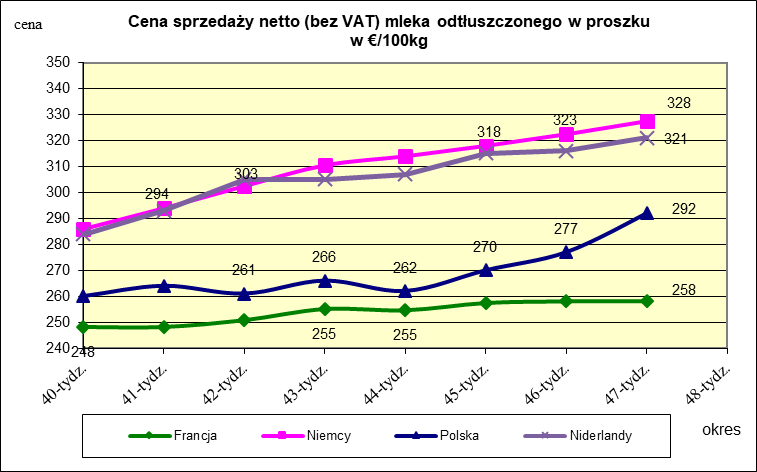 cena
Cena sprzedaży netto (bez VAT) mleka odtłuszczonego w proszku
w €/100kg
350
340
330
320
310
300
290
280
270
260
250
240
328
323
318
321
303
294
292
277
270
266
261
262
258
255
255
248
40-tydz.
41-tydz.
42-tydz.
43-tydz.
44-tydz.
45-tydz.
46-tydz.
47-tydz.
48-tydz.
okres
Francja Niemcy Polska Niderlandy